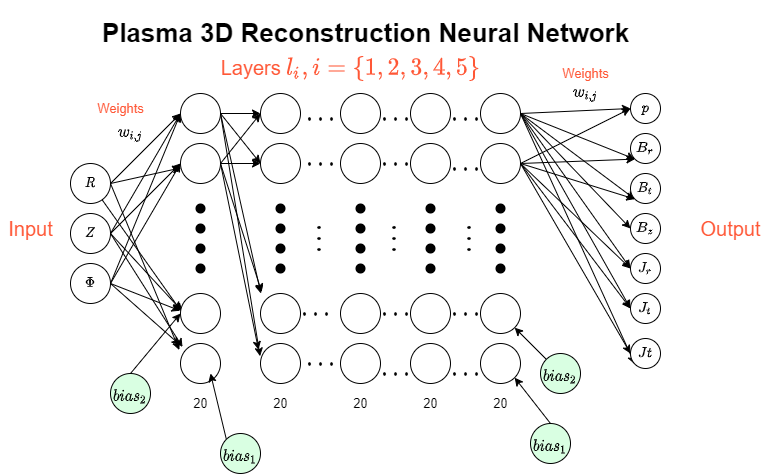 Plasma 3D Reconstruction Neural Network
Layers $l_i, i = \{1, 2, 3, 4, 5\}$
Weights
$w_{i,j}$
Weights
$w_{i,j}$
Input
R
Z
Φ
p
$B_r$
$B_t$
$B_z$
$J_r$
$J_t$
$Jt$
Output
$bias_2$
$bias_1$
$bias_2$
$bias_1$
20
20
20
20
20